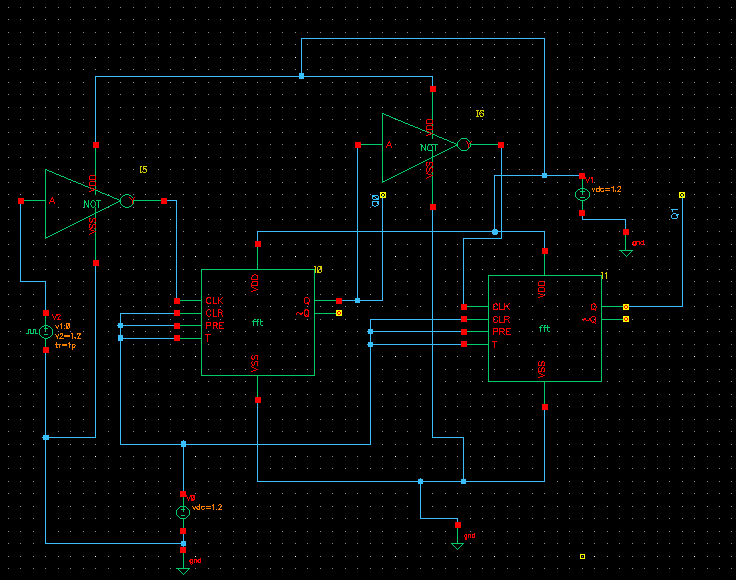 I6
VDD
A
NOT
VSS
I5
VDD
A
NOT
VSS
V1
vdc=1.2
Q0
Q1
gnd
I0
VDD
CLK
CLR
PRE
T
fft
Q
~Q
VSS
I1
VDD
CLK
CLR
PRE
T
fft
Q
~Q
VSS
V2
v1:0
v2=1.2
tr=1p
V0
vdc=1.2
gnd
gnd